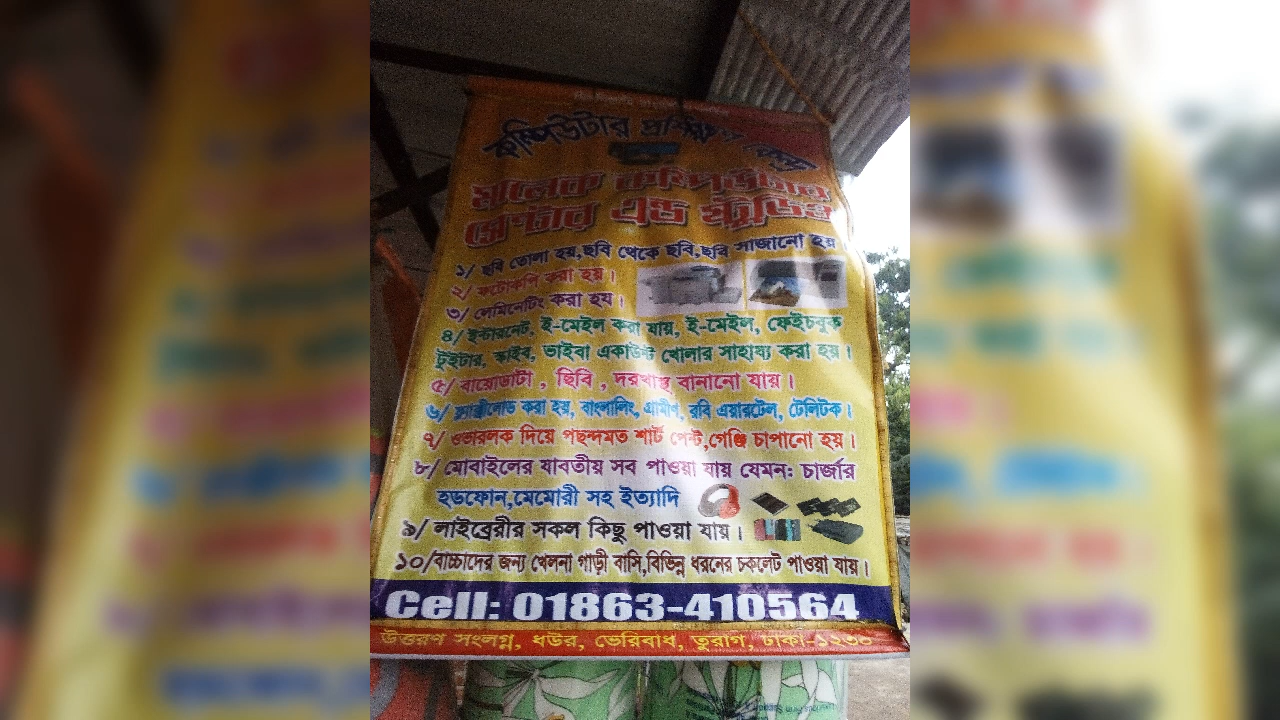 কম্পিউটার প্রশিক্ষণ কেন্দ্র
মালেক কম্পিউটার
সেন্টার এন্ড স্টুডিও
১/ ছবি তোলা হয়,ছবি থেকে ছবি,ছবি সাজানো হয়
২/ ফটোকপি করা হয়।
৩/ লেমিনেটিং করা হয।
৪/ ইন্টারনেট, ই-মেইল করা যায়, ই-মেইল, ফেইচবুক
টুইটার, স্কাইব, ভাইবা একাউন্ট খোলার সাহায্য করা হয়।
৫/ বায়োডাটা , ছিবি , দরখাস্ত বানানো যায়।
৬/ ফ্ল্যাক্সীলোড করা হয়, বাংলালিং, গ্রামীণ, রবি এয়ারটেল, টেলিটক।
৭/ ওভারলক দিয়ে পছন্দমত শার্ট পেন্ট,গেঞ্জি চাপানো হয়।
৮/ মোবাইলের যাবতীয় সব পাওয়া যায় যেমন: চার্জার
হডফোন,মেমোরী সহ ইত্যাদি
৯/ লাইব্রেরীর সকল কিছু পাওয়া যায়।
১০/বাচ্চাদের জন্য খেলনা গাড়ী বাসি,বিভিন্ন ধরনের চকলেট পাওয়া যায়।
Cell: 01863-410564
উত্তরণ সংলগ্ন, ধউর, ভেরিবাধ, তুরাগ, ঢাকা-১২৩০